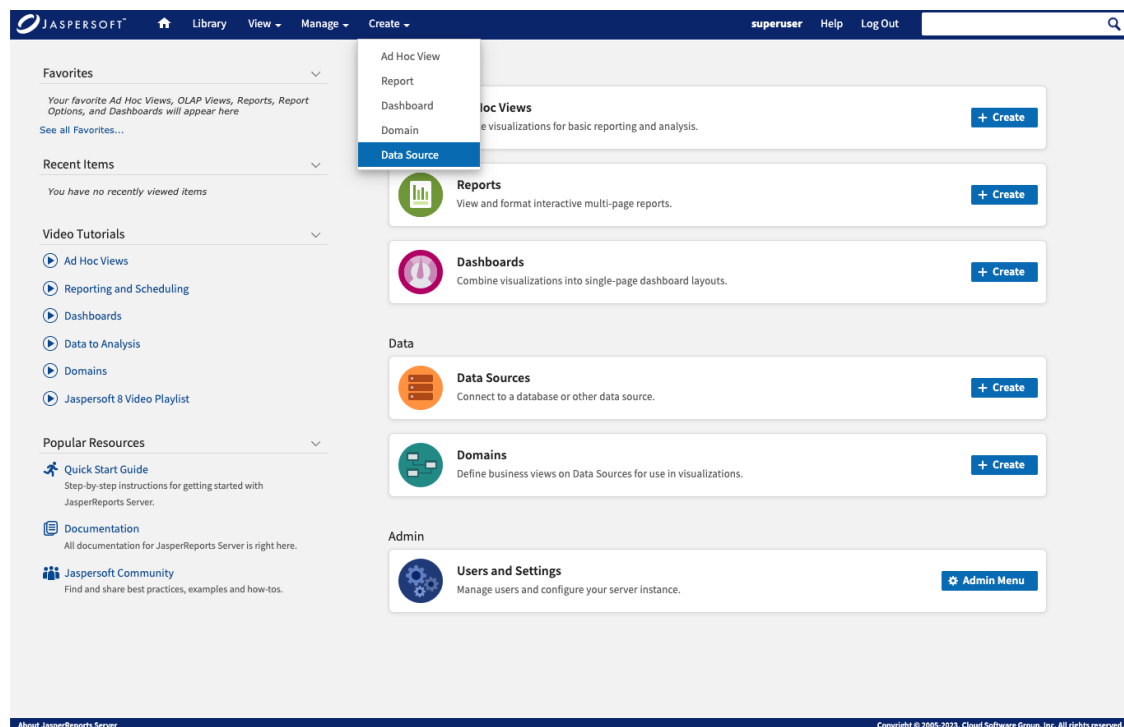 JASPERSOFT™ Library View Manage Create superuser Help Log Out
Ad Hoc View
Report
Dashboard
Domain
Data Source
Favorites
Your favorite Ad Hoc Views, OLAP Views, Reports, Report
Options, and Dashboards will appear here
See all Favorites...
Recent Items
You have no recently viewed items
Video Tutorials
Ad Hoc Views
Reporting and Scheduling
Dashboards
Data to Analysis
Domains
Jaspersoft 8 Video Playlist
Popular Resources
Quick Start Guide
Step-by-step instructions for getting started with
JasperReports Server.
Documentation
All documentation for JasperReports Server is right here.
Jaspersoft Community
Find and share best practices, examples and how-tos.
Views
+ Create
visualizations for basic reporting and analysis.
Reports
+ Create
View and format interactive multi-page reports.
Dashboards
+ Create
Combine visualizations into single-page dashboard layouts.
Data
Data Sources
+ Create
Connect to a database or other data source.
Domains
+ Create
Define business views on Data Sources for use in visualizations.
Admin
Users and Settings
Admin Menu
Manage users and configure your server instance.
About JasperReports Server Copyright © 2005-2023, Cloud Software Group, Inc. All rights reserved.